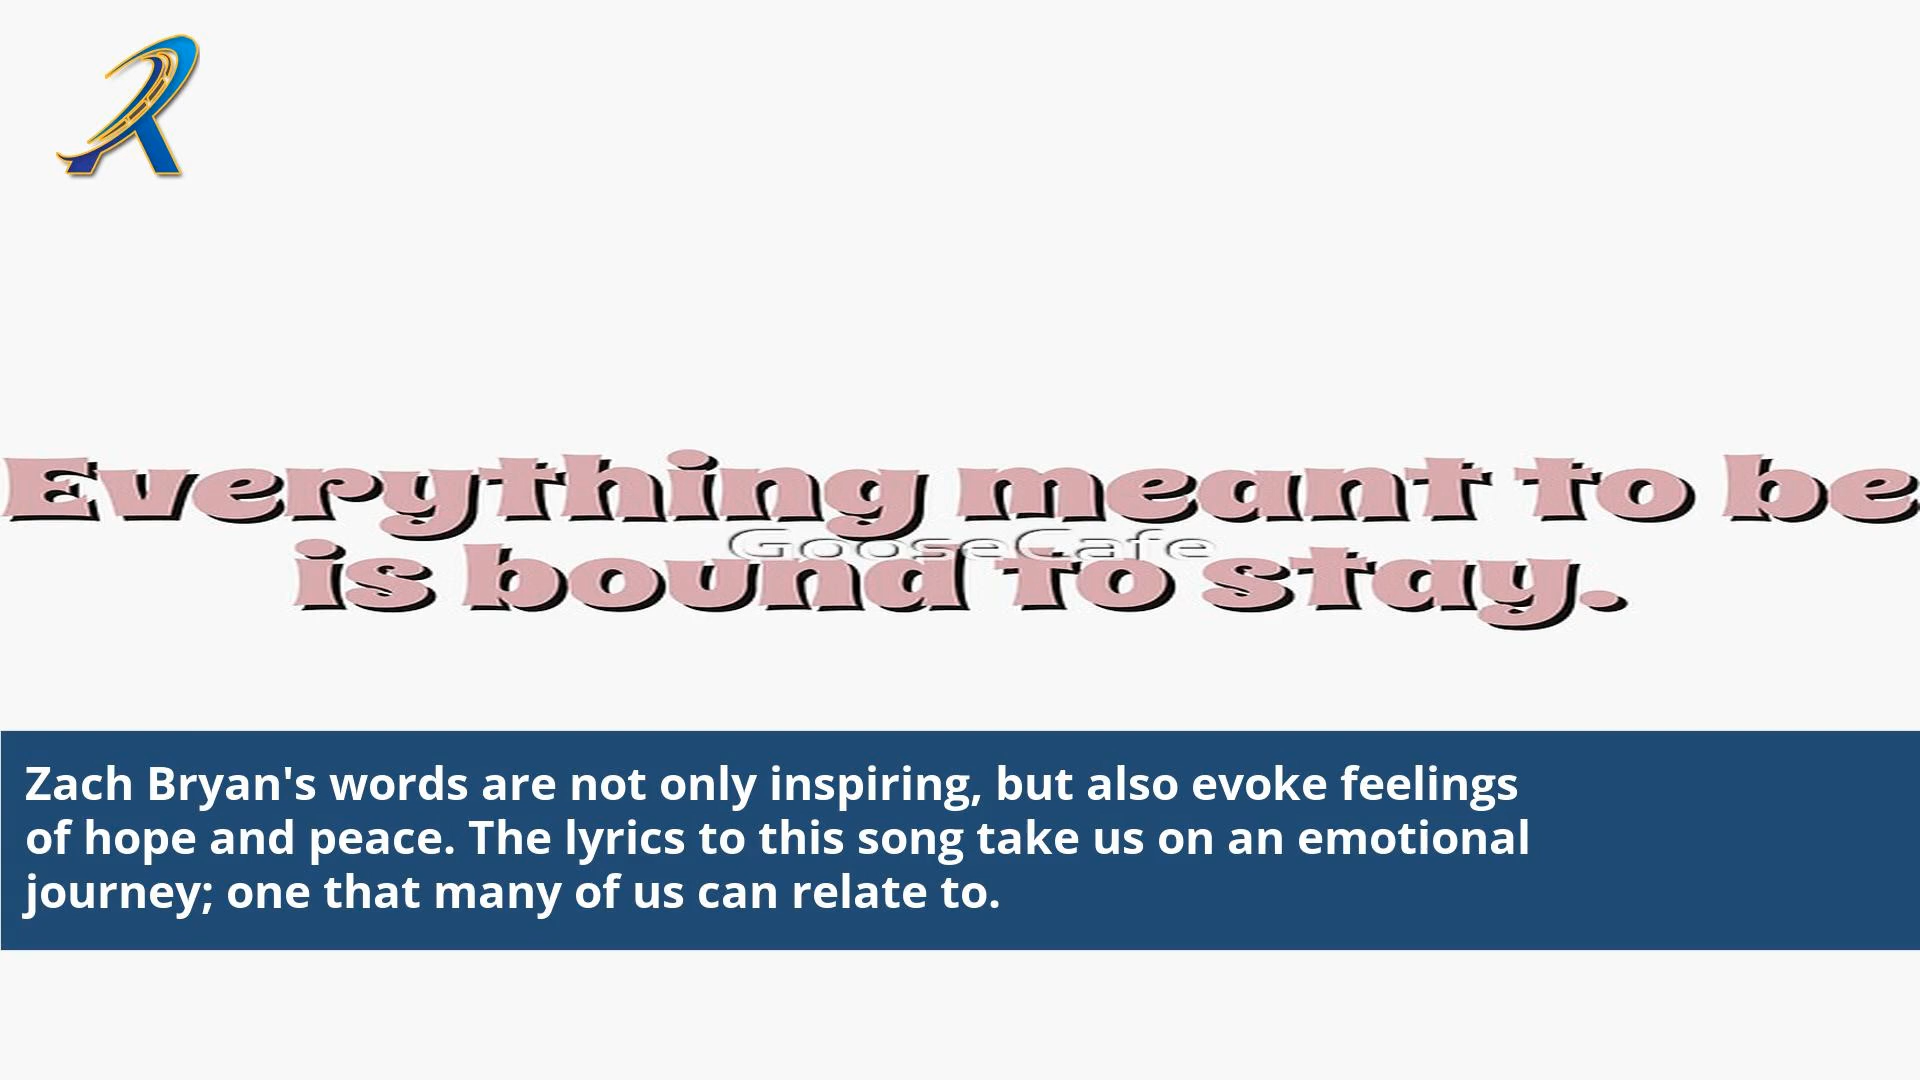 R
Everything meant to be
GooseCafe
is bound to stay.
Zach Bryan's words are not only inspiring, but also evoke feelings
of hope and peace. The lyrics to this song take us on an emotional
journey; one that many of us can relate to.